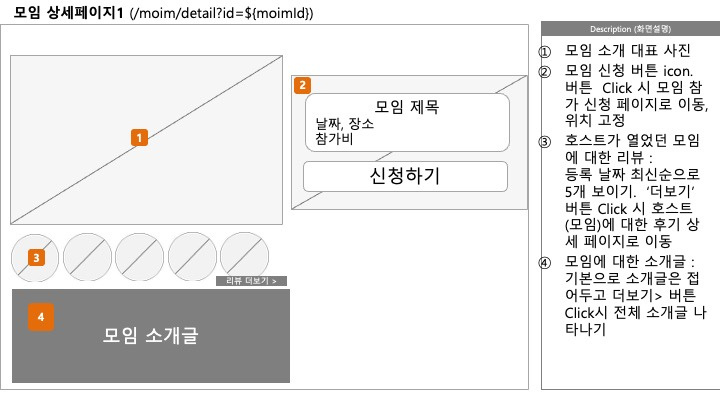 모임 상세페이지1 (/moim/detail?id=${moimId})
1
2
모임 제목
날짜, 장소
참가비
신청하기
3
리뷰 더보기 >
4
모임 소개글
Description (화면설명)
① 모임 소개 대표 사진
② 모임 신청 버튼 icon.
버튼 Click 시 모임 참
가 신청 페이지로 이동,
위치 고정
③ 호스트가 열었던 모임
에 대한 리뷰 :
등록 날짜 최신순으로
5개 보이기. ‘더보기’
버튼 Click 시 호스트
(모임)에 대한 후기 상
세 페이지로 이동
④ 모임에 대한 소개글 :
기본으로 소개글은 접
어두고 더보기> 버튼
Click시 전체 소개글 나
타나기